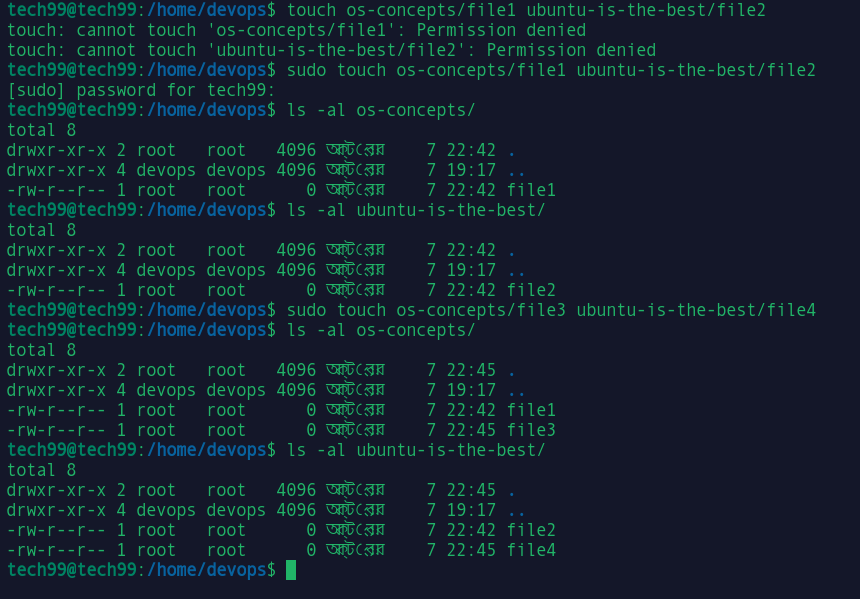 tech99@tech99:/home/devops$ touch os-concepts/file1 ubuntu-is-the-best/file2
touch: cannot touch 'os-concepts/file1': Permission denied
touch: cannot touch 'ubuntu-is-the-best/file2': Permission denied
tech99@tech99:/home/devops$ sudo touch os-concepts/file1 ubuntu-is-the-best/file2
[sudo] password for tech99:
tech99@tech99:/home/devops$ ls -al os-concepts/
total 8
drwxr-xr-x 2 root   root   4096 অক্টোবর    7 22:42 .
drwxr-xr-x 4 devops devops 4096 অক্টোবর    7 19:17 ..
-rw-r--r-- 1 root   root      0 অক্টোবর    7 22:42 file1
tech99@tech99:/home/devops$ ls -al ubuntu-is-the-best/
total 8
drwxr-xr-x 2 root   root   4096 অক্টোবর    7 22:42 .
drwxr-xr-x 4 devops devops 4096 অক্টোবর    7 19:17 ..
-rw-r--r-- 1 root   root      0 অক্টোবর    7 22:42 file2
tech99@tech99:/home/devops$ sudo touch os-concepts/file3 ubuntu-is-the-best/file4
tech99@tech99:/home/devops$ ls -al os-concepts/
total 8
drwxr-xr-x 2 root   root   4096 অক্টোবর    7 22:45 .
drwxr-xr-x 4 devops devops 4096 অক্টোবর    7 19:17 ..
-rw-r--r-- 1 root   root      0 অক্টোবর    7 22:42 file1
-rw-r--r-- 1 root   root      0 অক্টোবর    7 22:45 file3
tech99@tech99:/home/devops$ ls -al ubuntu-is-the-best/
total 8
drwxr-xr-x 2 root   root   4096 অক্টোবর    7 22:45 .
drwxr-xr-x 4 devops devops 4096 অক্টোবর    7 19:17 ..
-rw-r--r-- 1 root   root      0 অক্টোবর    7 22:42 file2
-rw-r--r-- 1 root   root      0 অক্টোবর    7 22:45 file4
tech99@tech99:/home/devops$